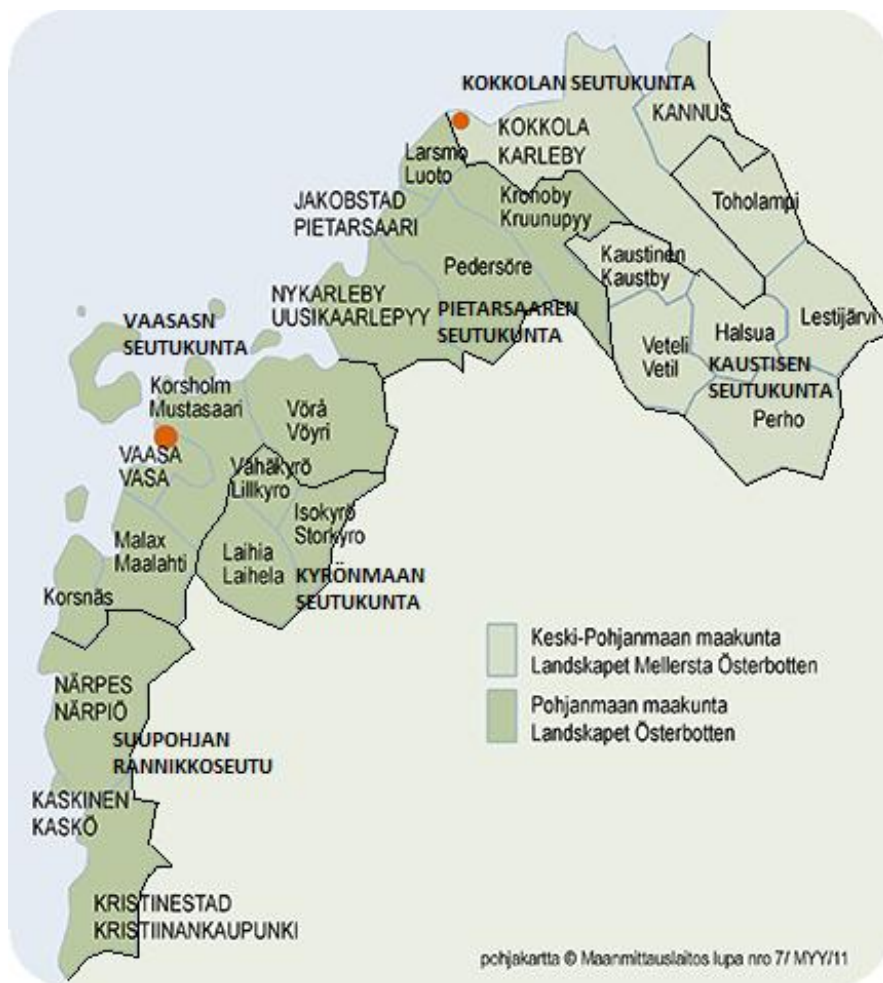 KOKKOLAN SEUTUKUNTA
KANNUS
KOKKOLA
KARLEBY
Larsmo
Luoto
Toholampi
Kronoby
Kruunupyy
JAKOBSTAD
PIETARSAARI
Kaustinen
Kaustby
Pedersöre
NYKARLEBY
UUSIKAARLEPYY
PIETARSAAREN
SEUTUKUNTA
Lestijärvi
Halsua
VAASASN
SEUTUKUNTA
Veteli
Vetil
KAUSTISEN
SEUTUKUNTA
Perho
Korsholm
Mustasaari
Vörå
Vöyri
VAASA
VASA
Vähäkyrö
Lillkyro
Isokyrö
Storkyro
Malax
Maalahti
Laihia
Laihela
KYRÖNMAAN
SEUTUKUNTA
Korsnäs
Keski-Pohjanmaan maakunta
Landskapet Mellersta Österbotten
NÄRPES
NÄRPIÖ
Pohjanmaan maakunta
Landskapet Österbotten
SUUPOHJAN
RANNIKKOSEUTU
KASKINEN
KASKÖ
KRISTINESTAD
KRISTIINANKAUPUNKI
pohjakartta © Maanmittauslaitos lupa nro 7/ MYY/11